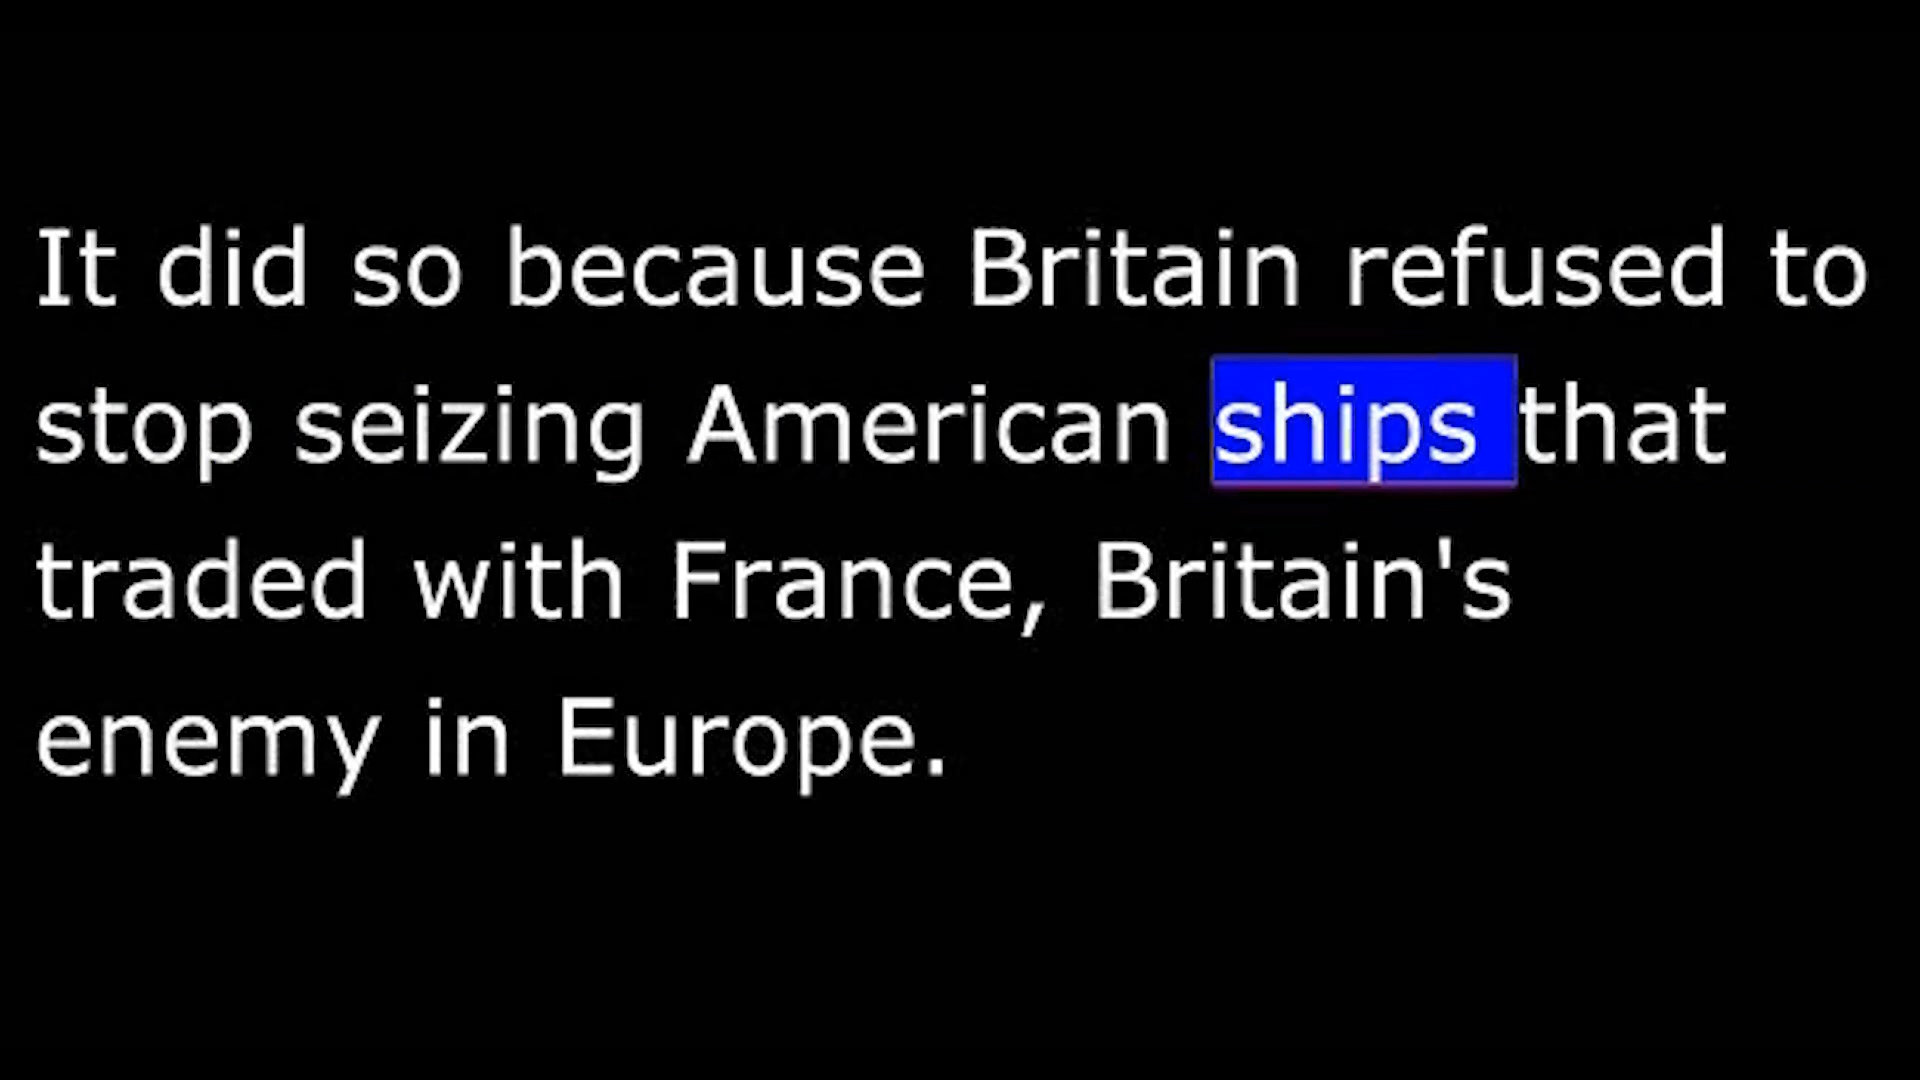 It did so because Britain refused to
stop seizing American ships that
traded with France, Britain's
enemy in Europe.